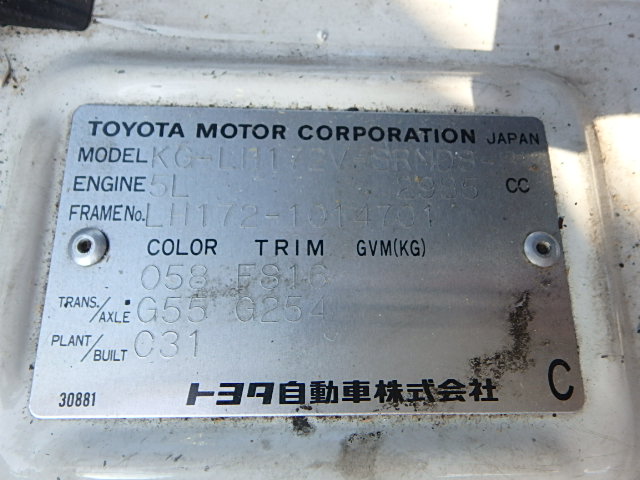 TOYOTA MOTOR CORPORATION JAPAN
MODEL KG-LH172V-SRMDS
ENGINE 5L 2985 CC
FRAME No. LH172-1014701
COLOR TRIM GVM(KG)
058 FS16
TRANS./AXLE G55 G254
PLANT/BUILT C31
30881 トヨタ自動車株式会社 C